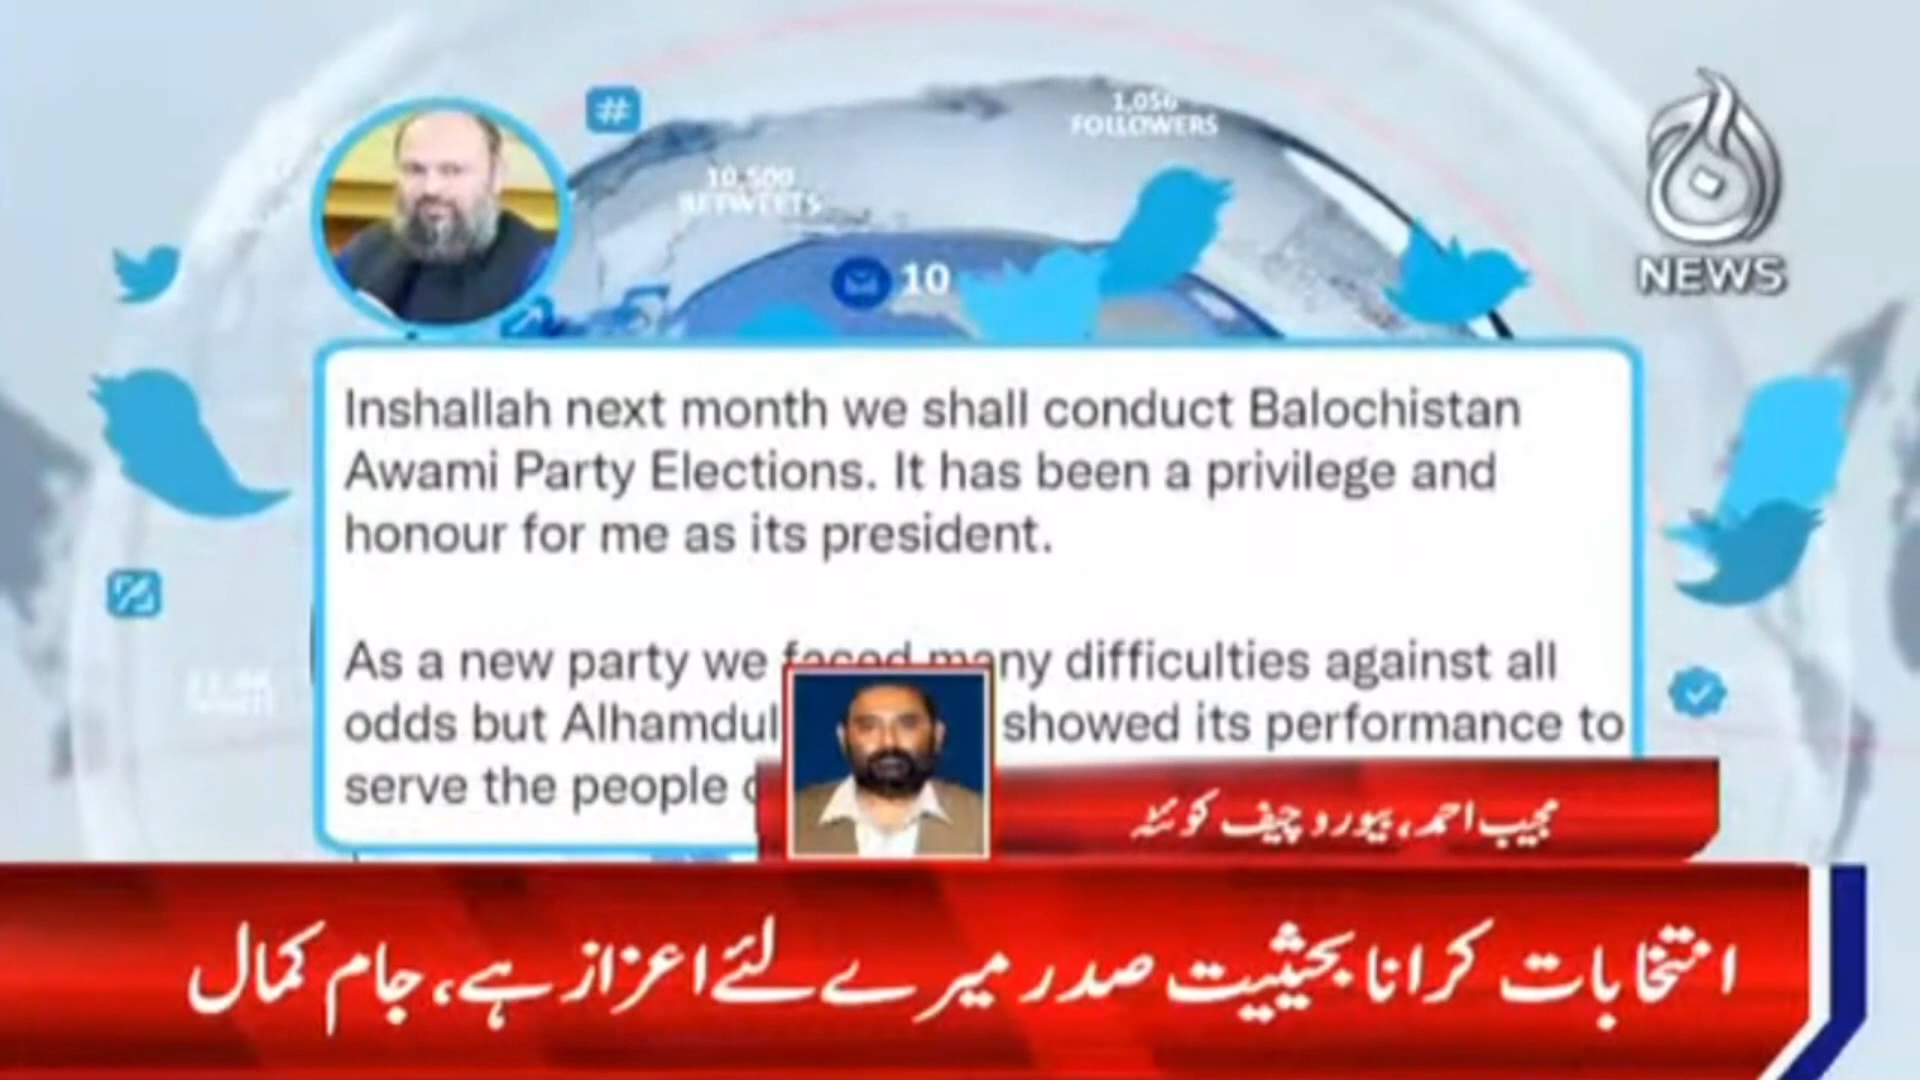 #
1,056
FOLLOWERS
10,500
RETWEETS
10
NEWS
Inshallah next month we shall conduct Balochistan
Awami Party Elections. It has been a privilege and
honour for me as its president.
As a new party we faced many difficulties against all
odds but Alhamdul showed its performance to
serve the people
مجیب احمد، بیورو چیف کوئٹہ
انتخابات کرانا بحیثیت صدر میرے لئے اعزاز ہے، جام کمال